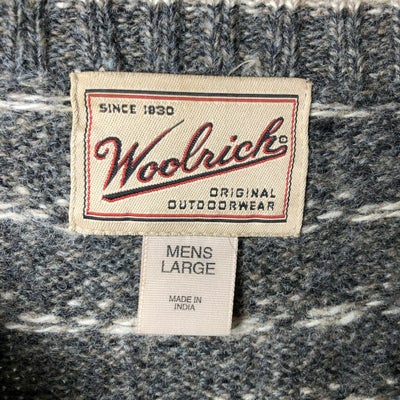 SINCE 1830
Woolrich®
ORIGINAL
OUTDOORWEAR
MENS
LARGE
MADE IN
INDIA